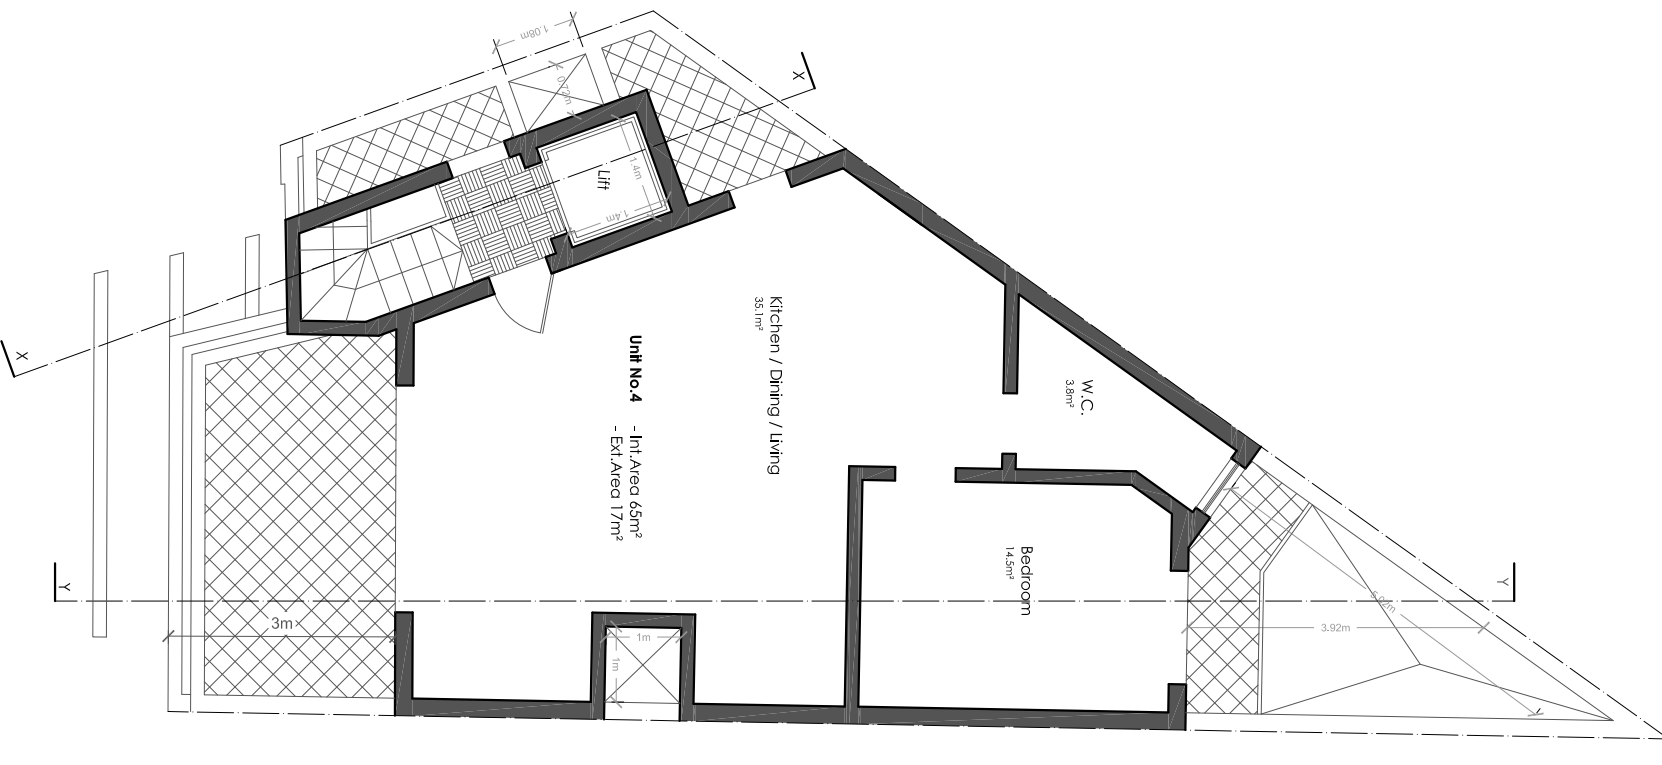 1.08m
0.72m
X
1.4m
Lift
1.4m
Kitchen / Dining / Living
35.1m²
Unit No.4 - Int.Area 65m²
- Ext.Area 17m²
W.C.
3.8m²
X
Bedroom
14.5m²
Y
Y
3m
1m
1m
3.92m